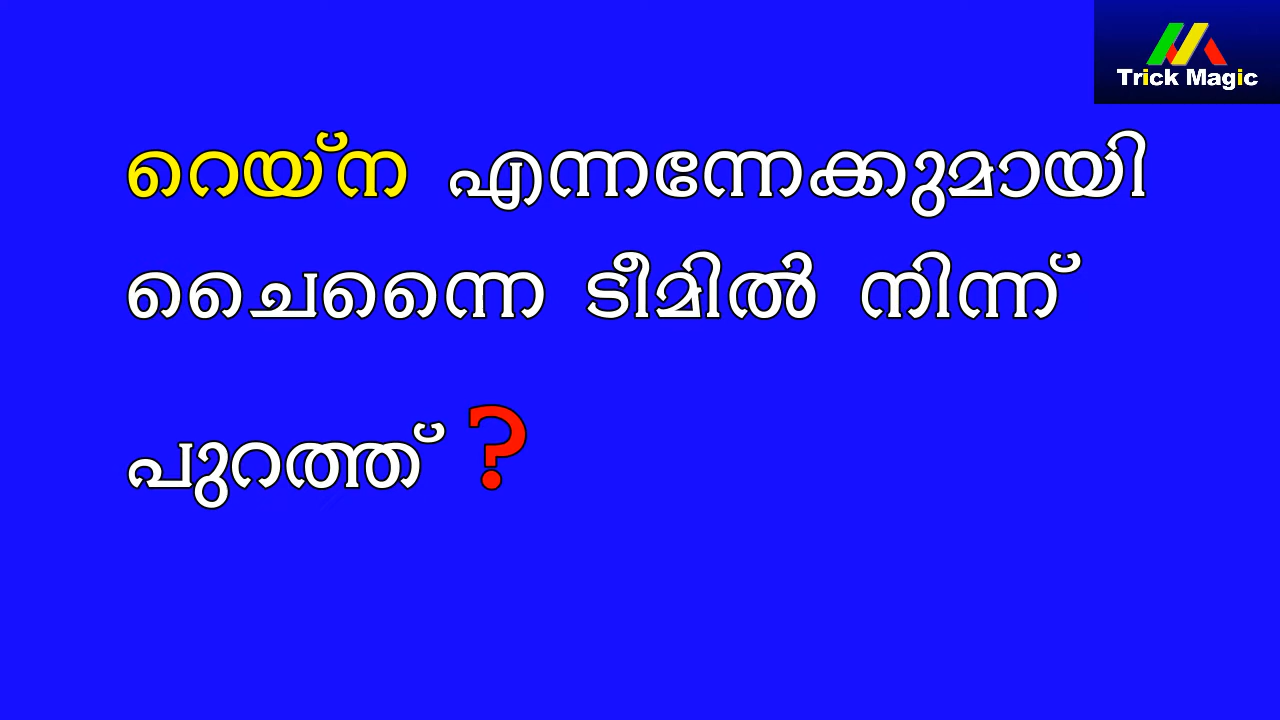 Trick Magic
റെയ്ന എന്നന്നേക്കുമായി
ചെെന്നെെ ടീമിൽ നിന്ന്
പുറത്ത് ?